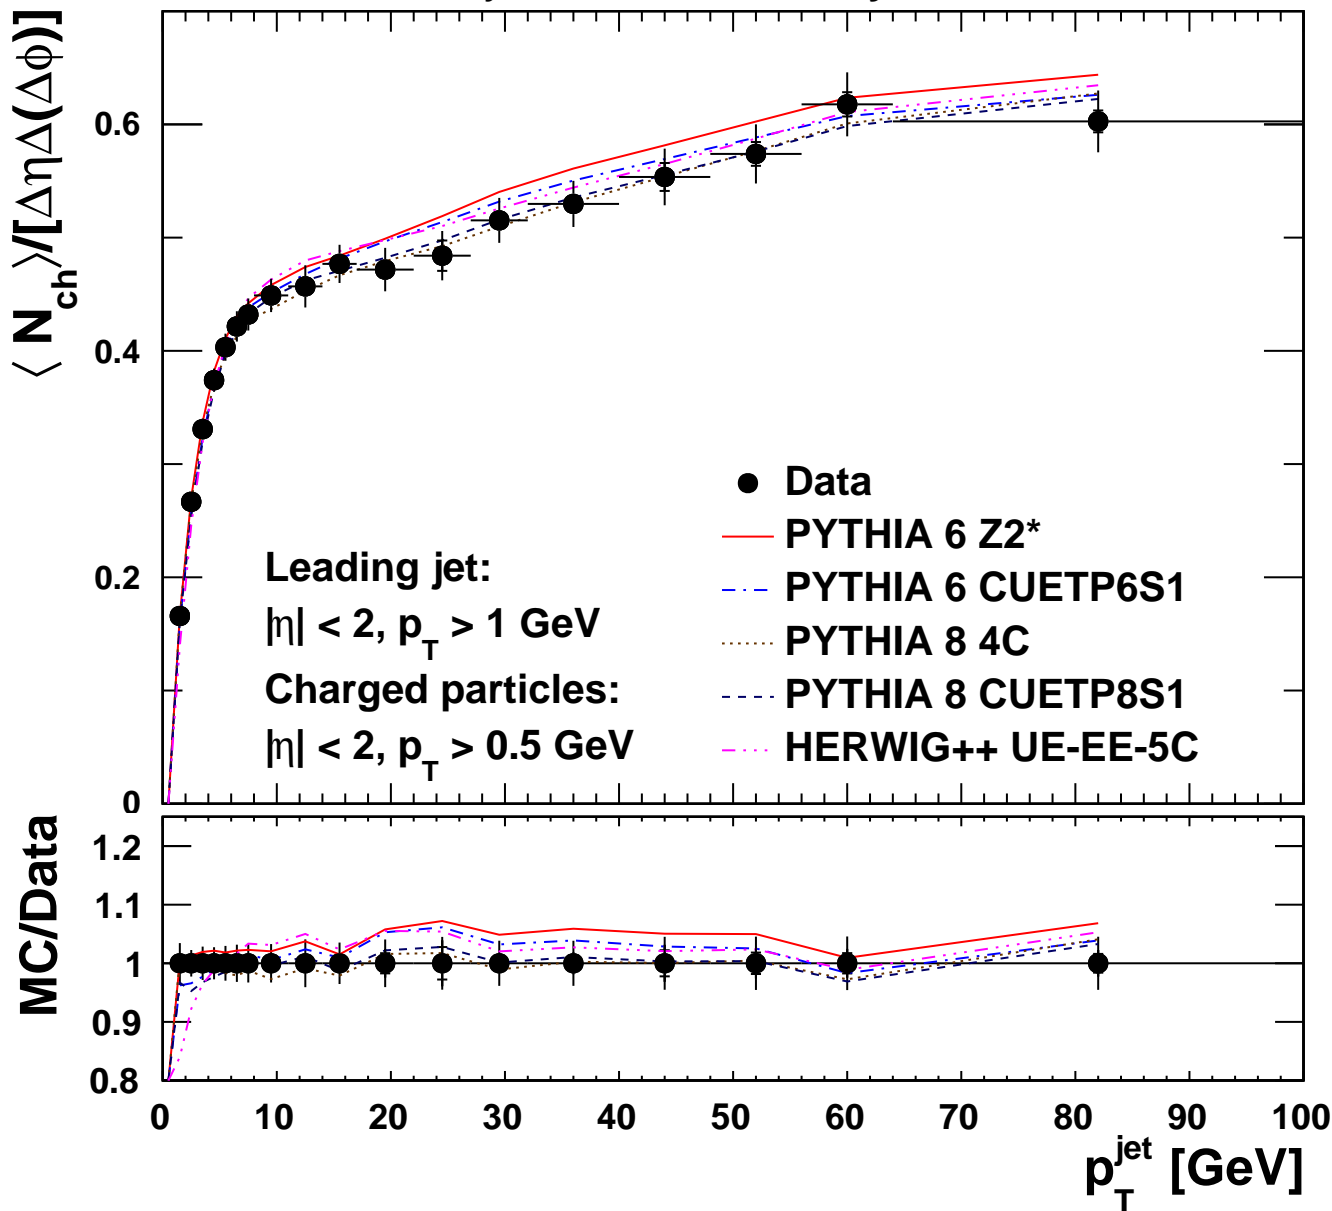 ⟨ N_ch ⟩/[ΔηΔ(Δϕ)]
0.6
0.4
0.2
0
Data
PYTHIA 6 Z2*
PYTHIA 6 CUETP6S1
PYTHIA 8 4C
PYTHIA 8 CUETP8S1
HERWIG++ UE-EE-5C
Leading jet:
|η| < 2, p_T > 1 GeV
Charged particles:
|η| < 2, p_T > 0.5 GeV
MC/Data
1.2
1.1
1
0.9
0.8
0 10 20 30 40 50 60 70 80 90 100
p_T^jet [GeV]